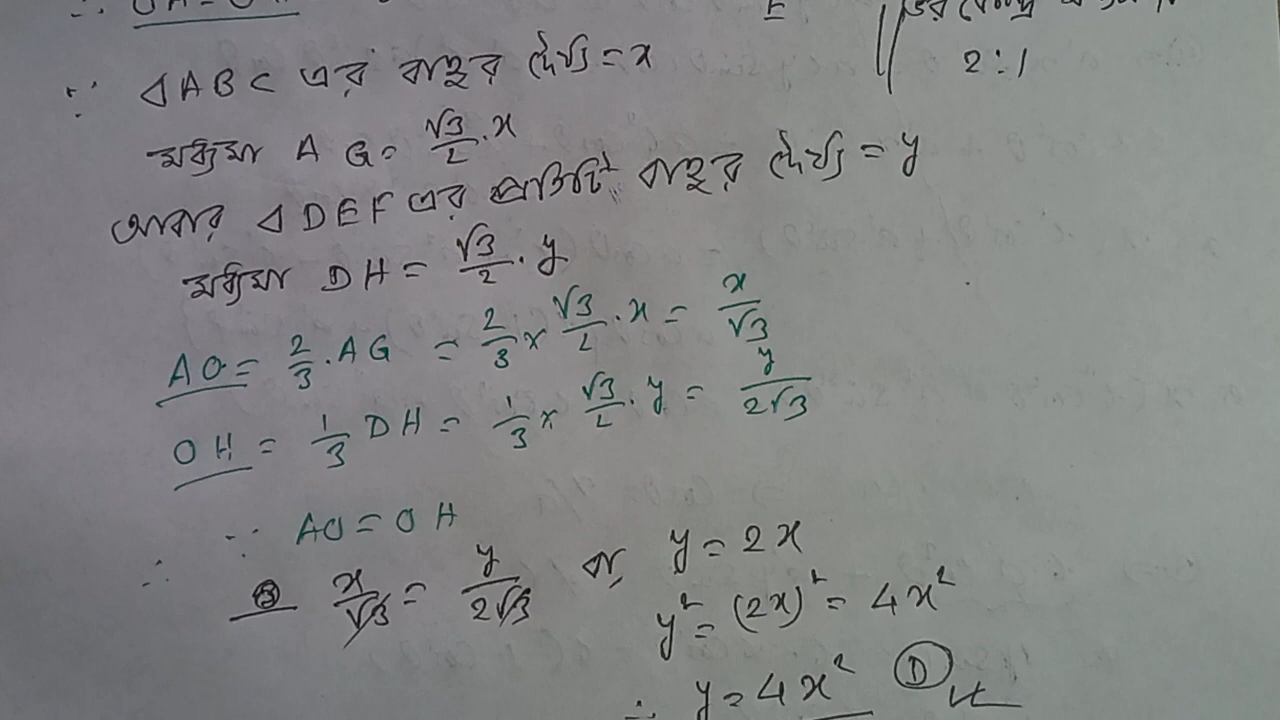 ∴ OA = OH
E
2 : 1
∵ △ABC এর বাহুর দৈর্ঘ্য = x
মধ্যমা AG = √3/2 . x
আবার △DEF এর প্রতিটি বাহুর দৈর্ঘ্য = y
মধ্যমা DH = √3/2 . y
AO = 2/3 . AG = 2/3 × √3/2 . x = x/√3
OH = 1/3 DH = 1/3 × √3/2 . y = y/2√3
∵ AO = OH
∴ x/√3 = y/2√3 বা, y = 2x
y² = (2x)² = 4x²
∴ y = 4x² (D)